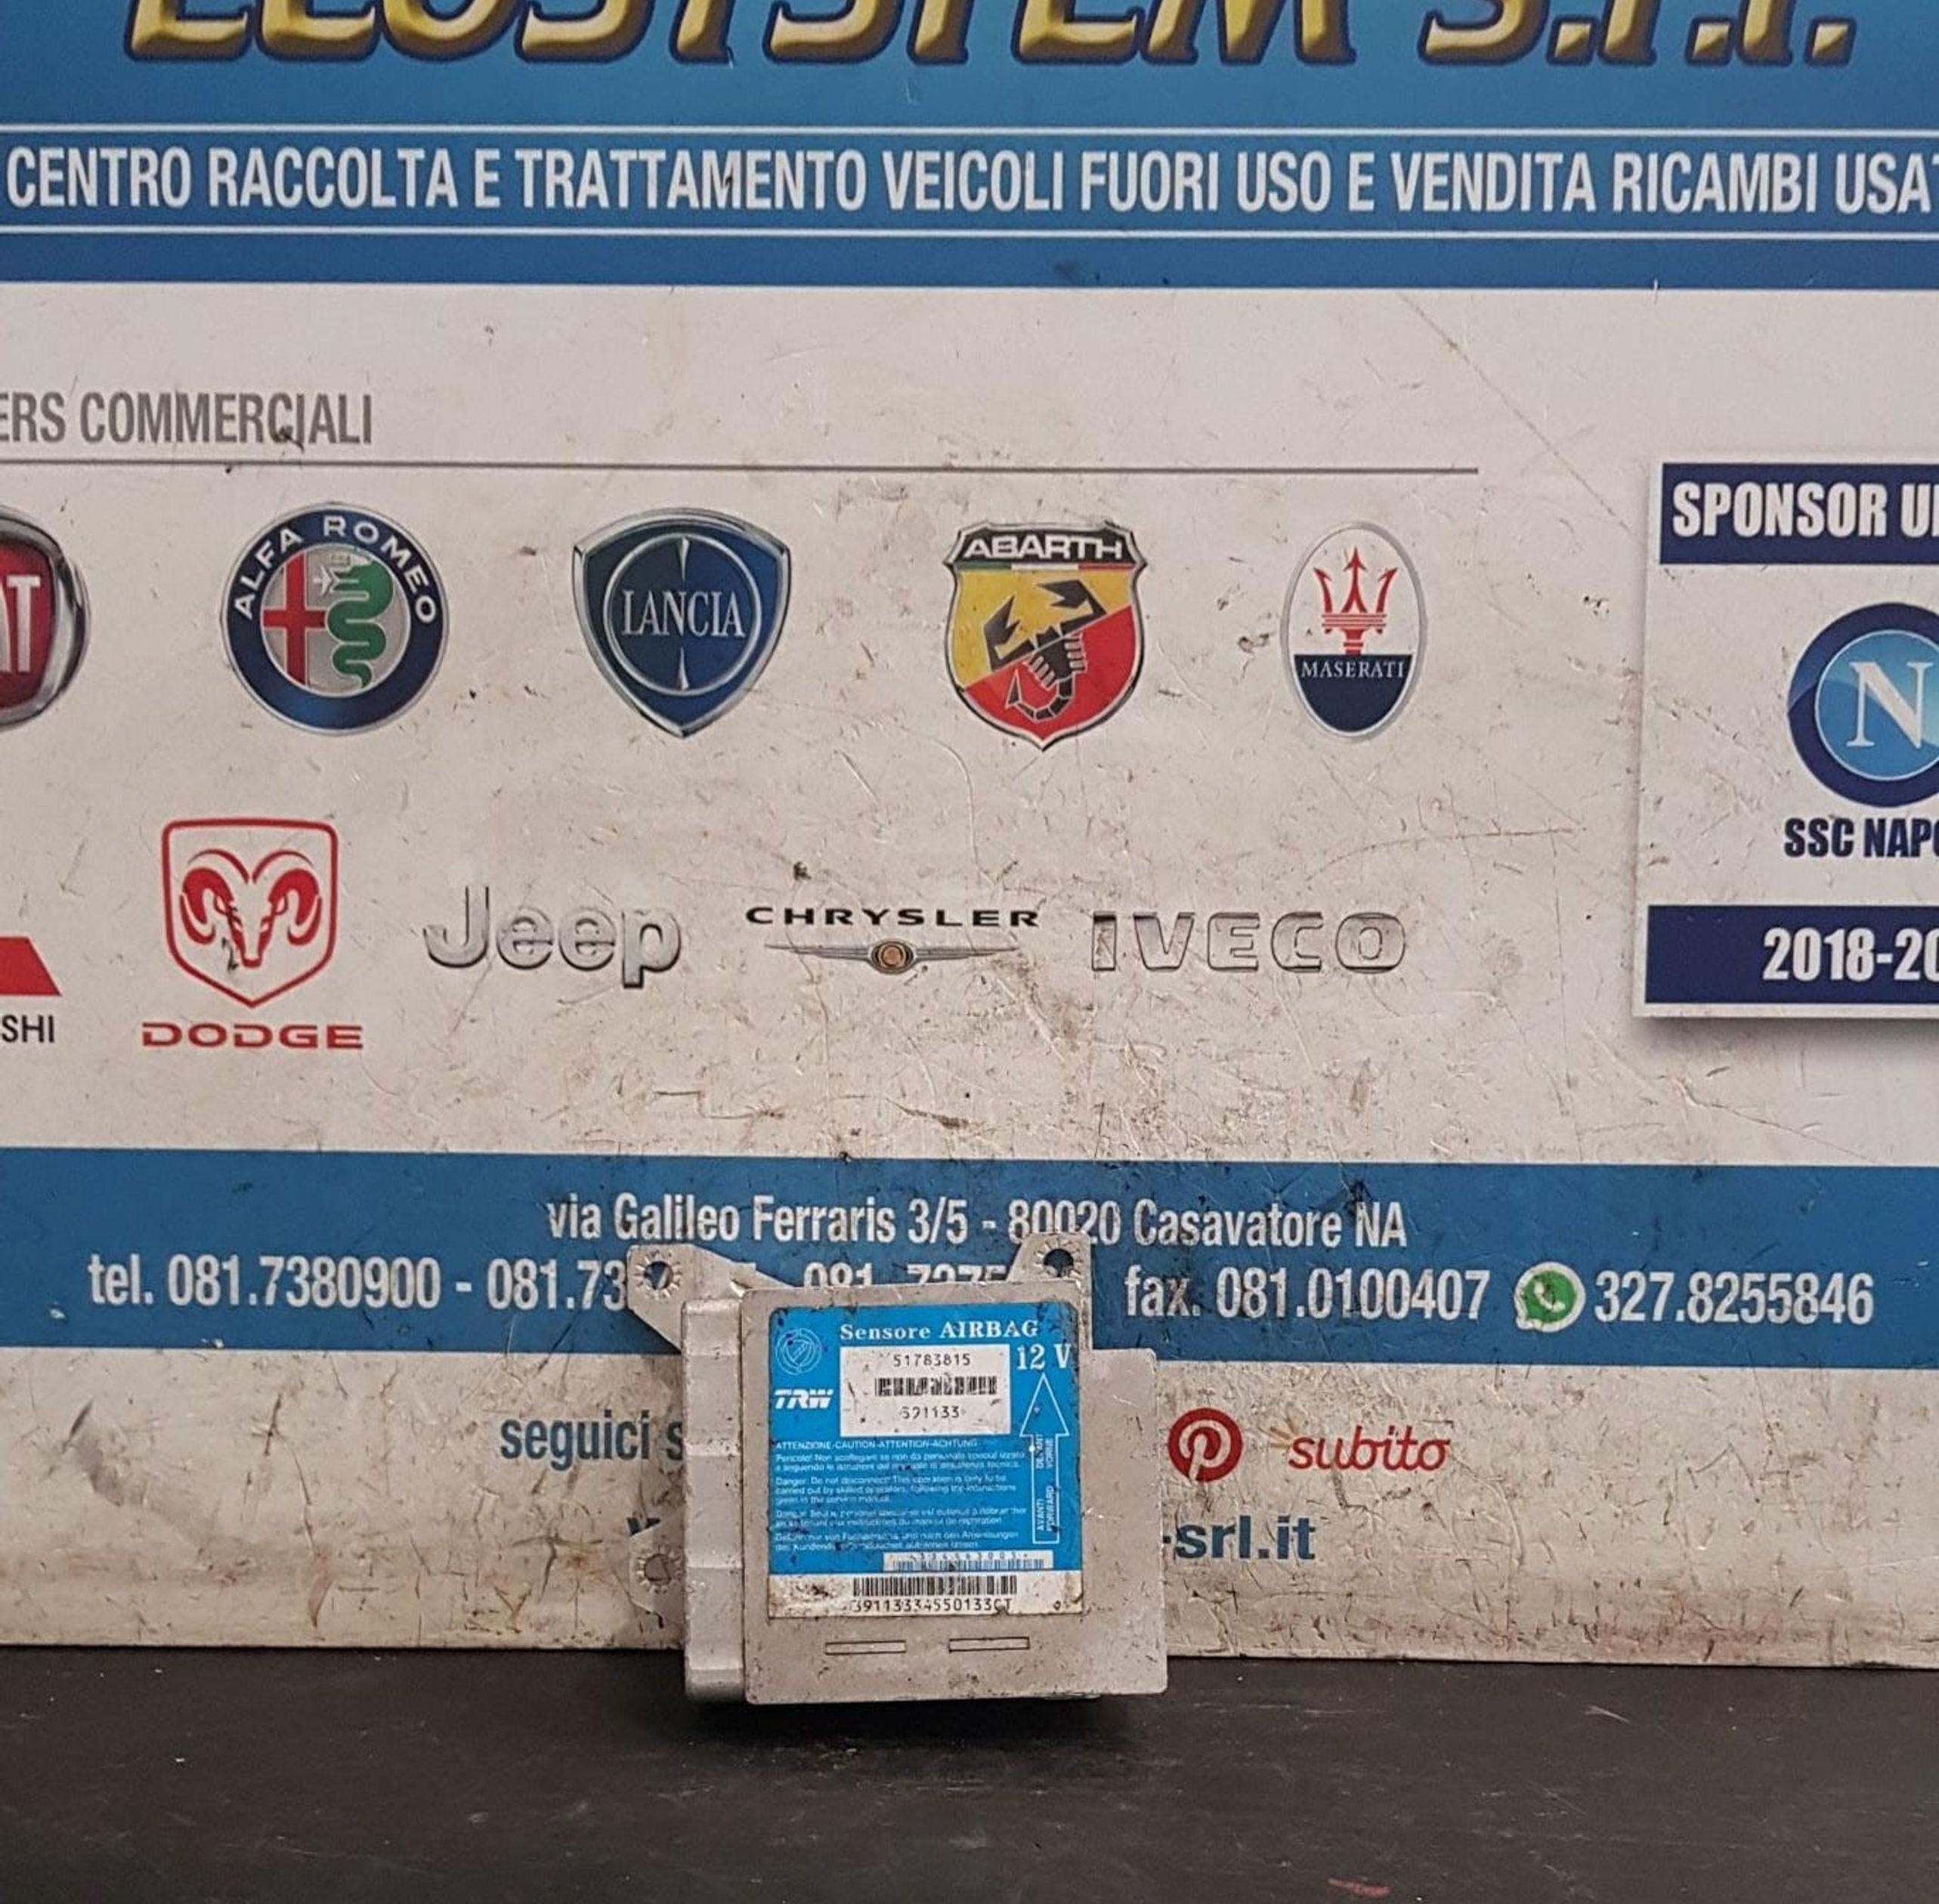 ECOSYSTEM S.r.l.
CENTRO RACCOLTA E TRATTAMENTO VEICOLI FUORI USO E VENDITA RICAMBI USAT
ERS COMMERCIALI
AT
ALFA ROMEO
LANCIA
ABARTH
MASERATI
SPONSOR U
N
SSC NAPO
2018-20
SHI
DODGE
Jeep
CHRYSLER
IVECO
via Galileo Ferraris 3/5 - 80020 Casavatore NA
tel. 081.7380900 - 081.73 fax. 081.0100407 327.8255846
seguici s
subito
-srl.it
Sensore AIRBAG
51783815
12 V
TRW
ATTENZIONE-CAUTION-ATTENTION-ACHTUNG
AVANTI
FORWARD
39113334550133CT